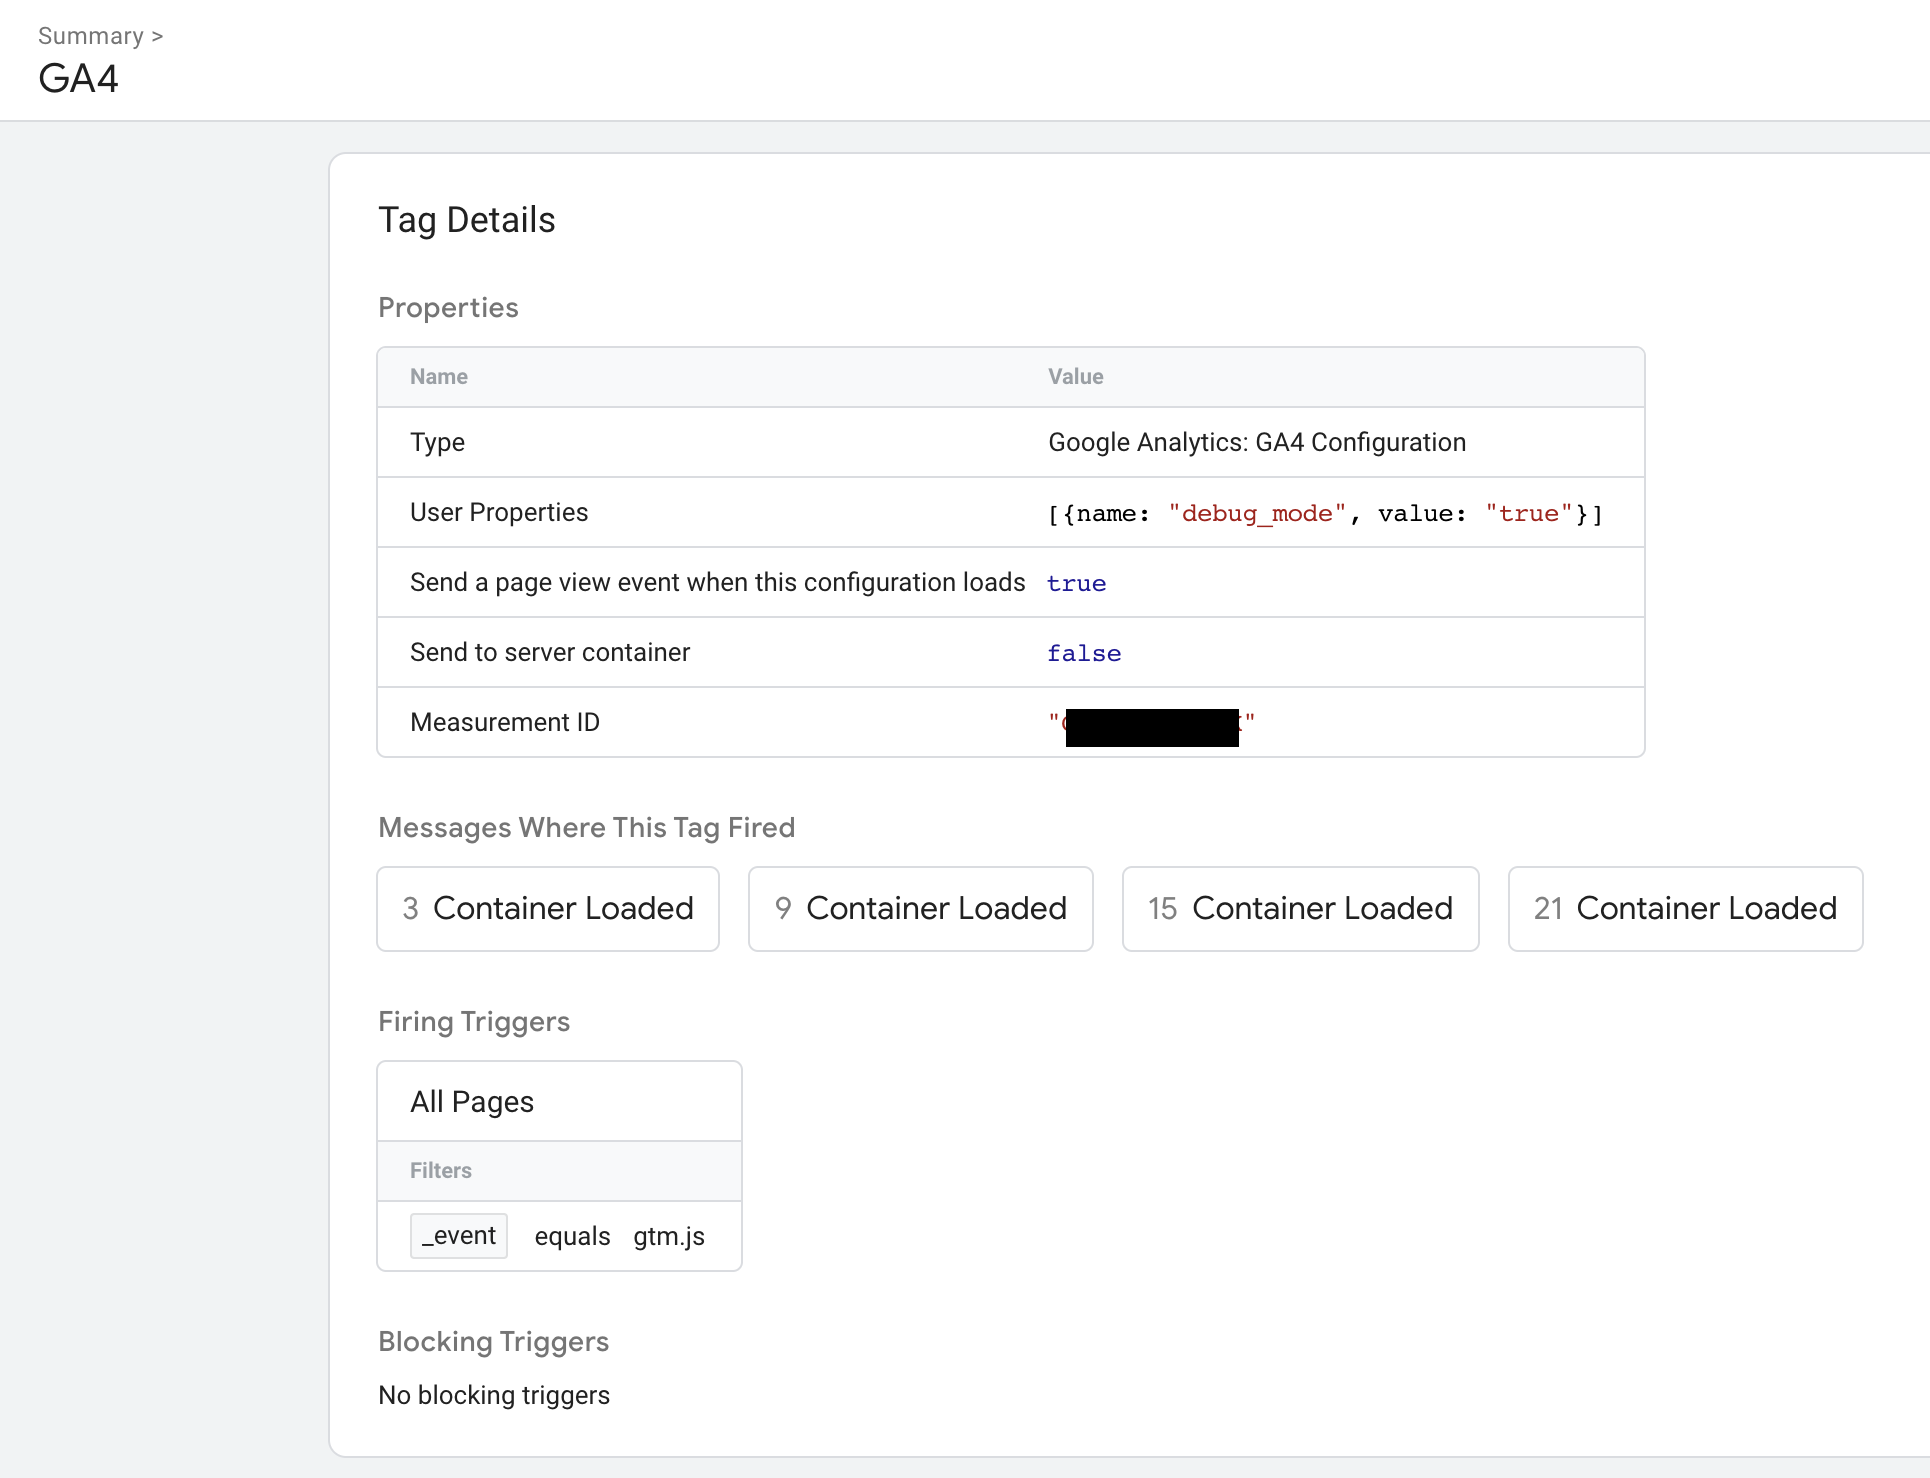 Summary >
GA4
Tag Details
Properties
Name Value
Type Google Analytics: GA4 Configuration
User Properties [{name: "debug_mode", value: "true"}]
Send a page view event when this configuration loads true
Send to server container false
Measurement ID
Messages Where This Tag Fired
3 Container Loaded 9 Container Loaded 15 Container Loaded 21 Container Loaded
Firing Triggers
All Pages
Filters
_event equals gtm.js
Blocking Triggers
No blocking triggers